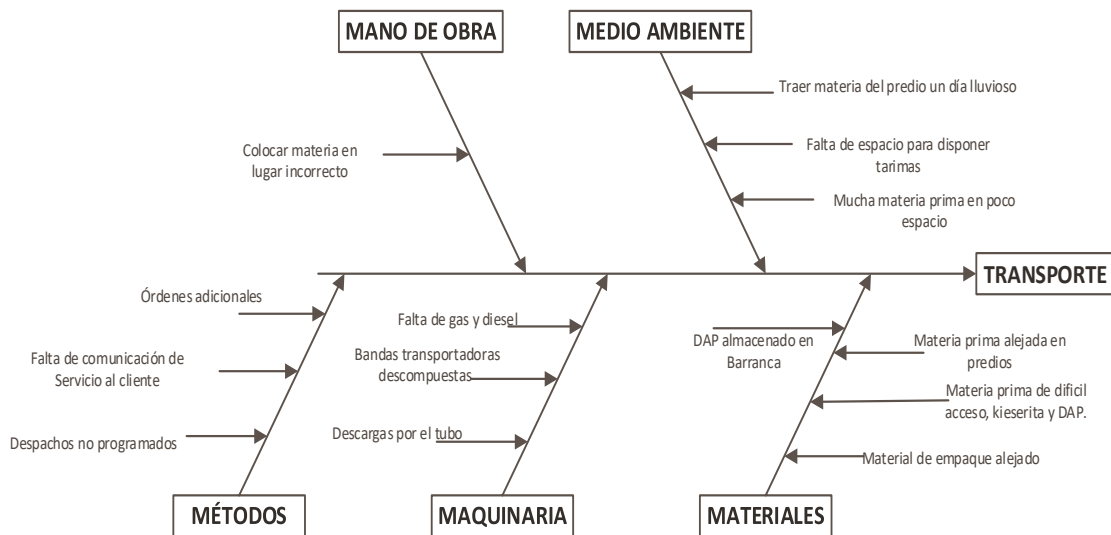 MANO DE OBRA
MEDIO AMBIENTE
Traer materia del predio un día lluvioso
Colocar materia en
lugar incorrecto
Falta de espacio para disponer
tarimas
Mucha materia prima en poco
espacio
TRANSPORTE
Órdenes adicionales
Falta de comunicación de
Servicio al cliente
Despachos no programados
Falta de gas y diesel
Bandas transportadoras
descompuestas
Descargas por el tubo
DAP almacenado en
Barranca
Materia prima alejada en
predios
Materia prima de dificil
acceso, kieserita y DAP.
Material de empaque alejado
MÉTODOS
MAQUINARIA
MATERIALES